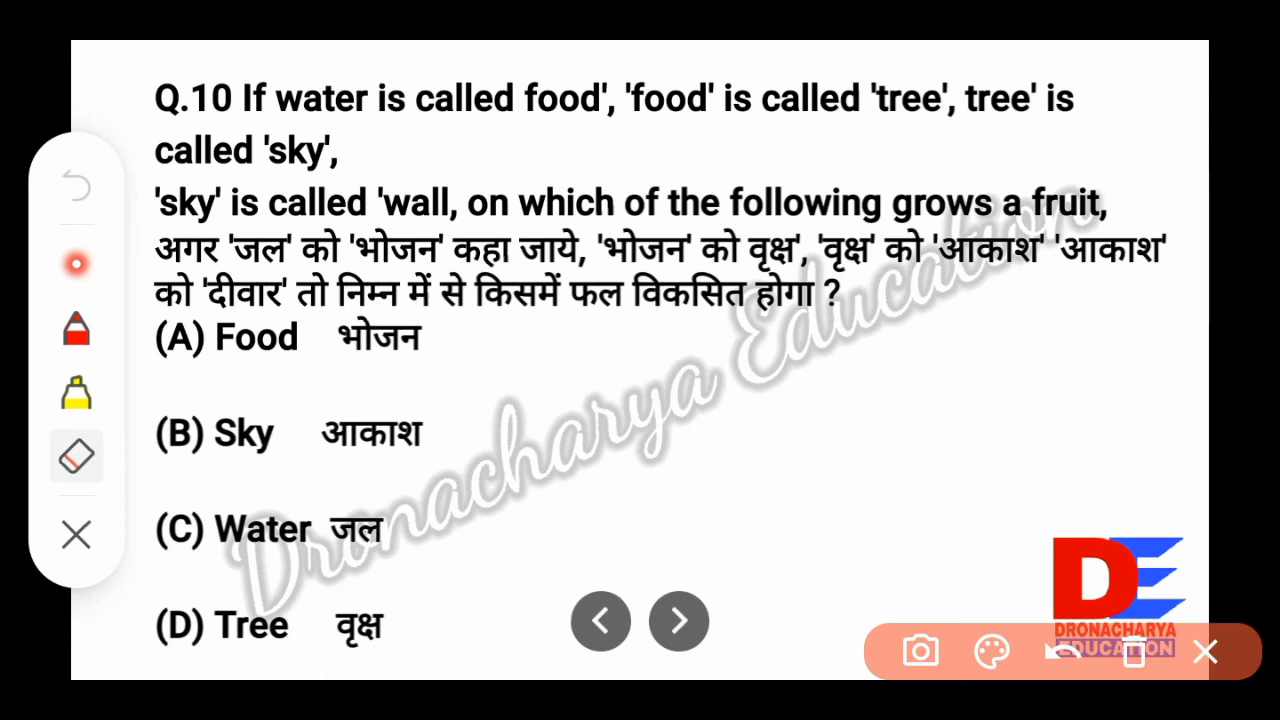 Q.10 If water is called food', 'food' is called 'tree', tree' is
called 'sky',
'sky' is called 'wall, on which of the following grows a fruit,
अगर 'जल' को 'भोजन' कहा जाये, 'भोजन' को वृक्ष', 'वृक्ष' को 'आकाश' 'आकाश'
को 'दीवार' तो निम्न में से किसमें फल विकसित होगा ?
(A) Food भोजन
(B) Sky आकाश
(C) Water जल
(D) Tree वृक्ष
Dronacharya Education
DE
DRONACHARYA
EDUCATION